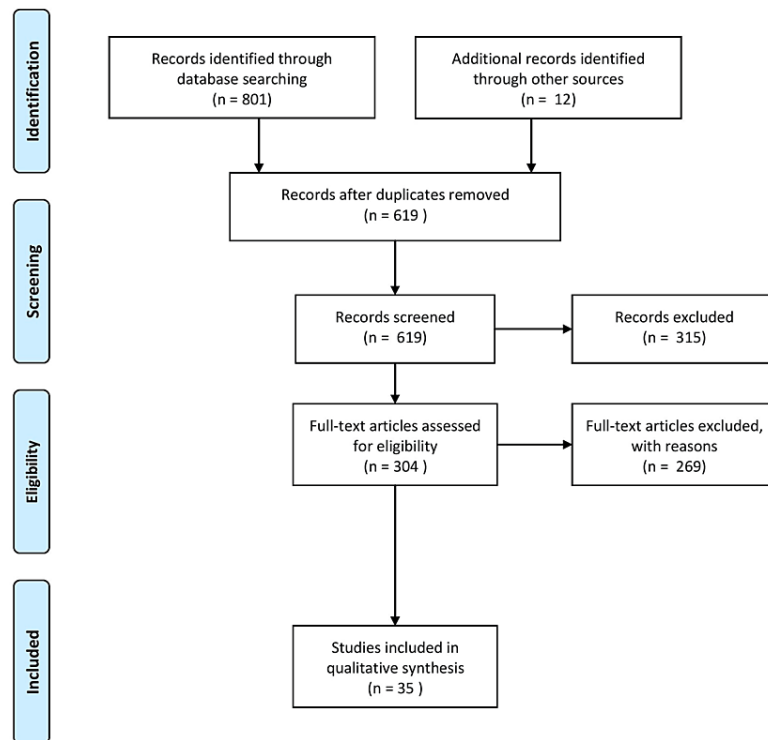 Identification
Records identified through
database searching
(n = 801)
Additional records identified
through other sources
(n = 12)
Records after duplicates removed
(n = 619 )
Screening
Records screened
(n = 619)
Records excluded
(n = 315)
Eligibility
Full-text articles assessed
for eligibility
(n = 304 )
Full-text articles excluded,
with reasons
(n = 269)
Included
Studies included in
qualitative synthesis
(n = 35 )